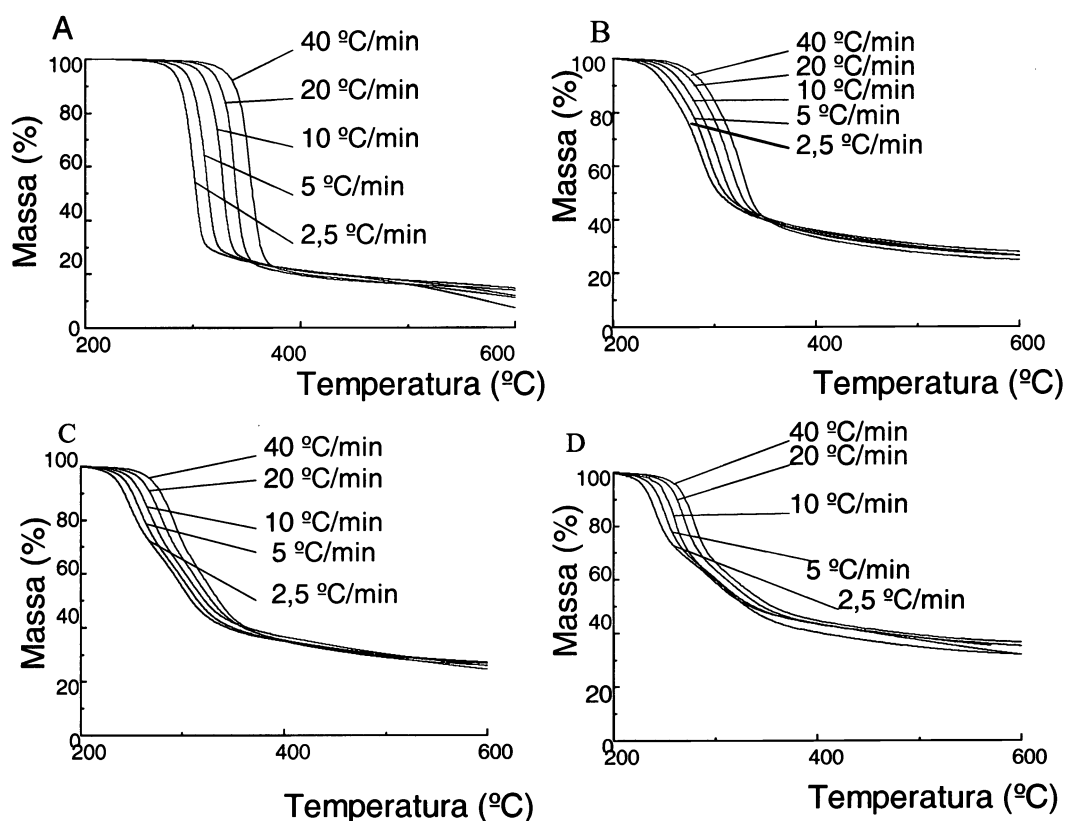 A
40 ºC/min
20 ºC/min
10 ºC/min
5 ºC/min
2,5 ºC/min
Massa (%)
100
80
60
40
20
0
200
400
600
Temperatura (ºC)
B
40 ºC/min
20 ºC/min
10 ºC/min
5 ºC/min
2,5 ºC/min
Massa (%)
100
80
60
40
20
0
200
400
600
Temperatura (ºC)
C
40 ºC/min
20 ºC/min
10 ºC/min
5 ºC/min
2,5 ºC/min
Massa (%)
100
80
60
40
20
0
200
400
600
Temperatura (ºC)
D
40 ºC/min
20 ºC/min
10 ºC/min
5 ºC/min
2,5 ºC/min
Massa (%)
100
80
60
40
20
0
200
400
600
Temperatura (ºC)